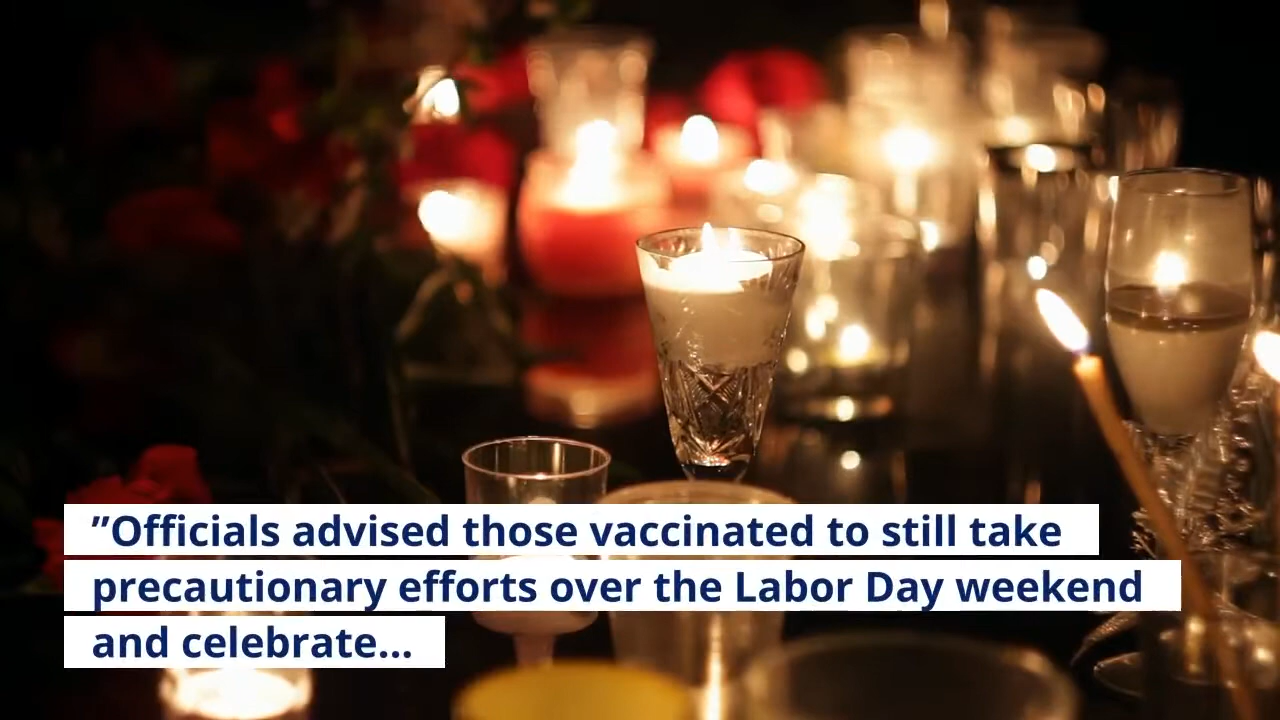 ”Officials advised those vaccinated to still take
precautionary efforts over the Labor Day weekend
and celebrate...